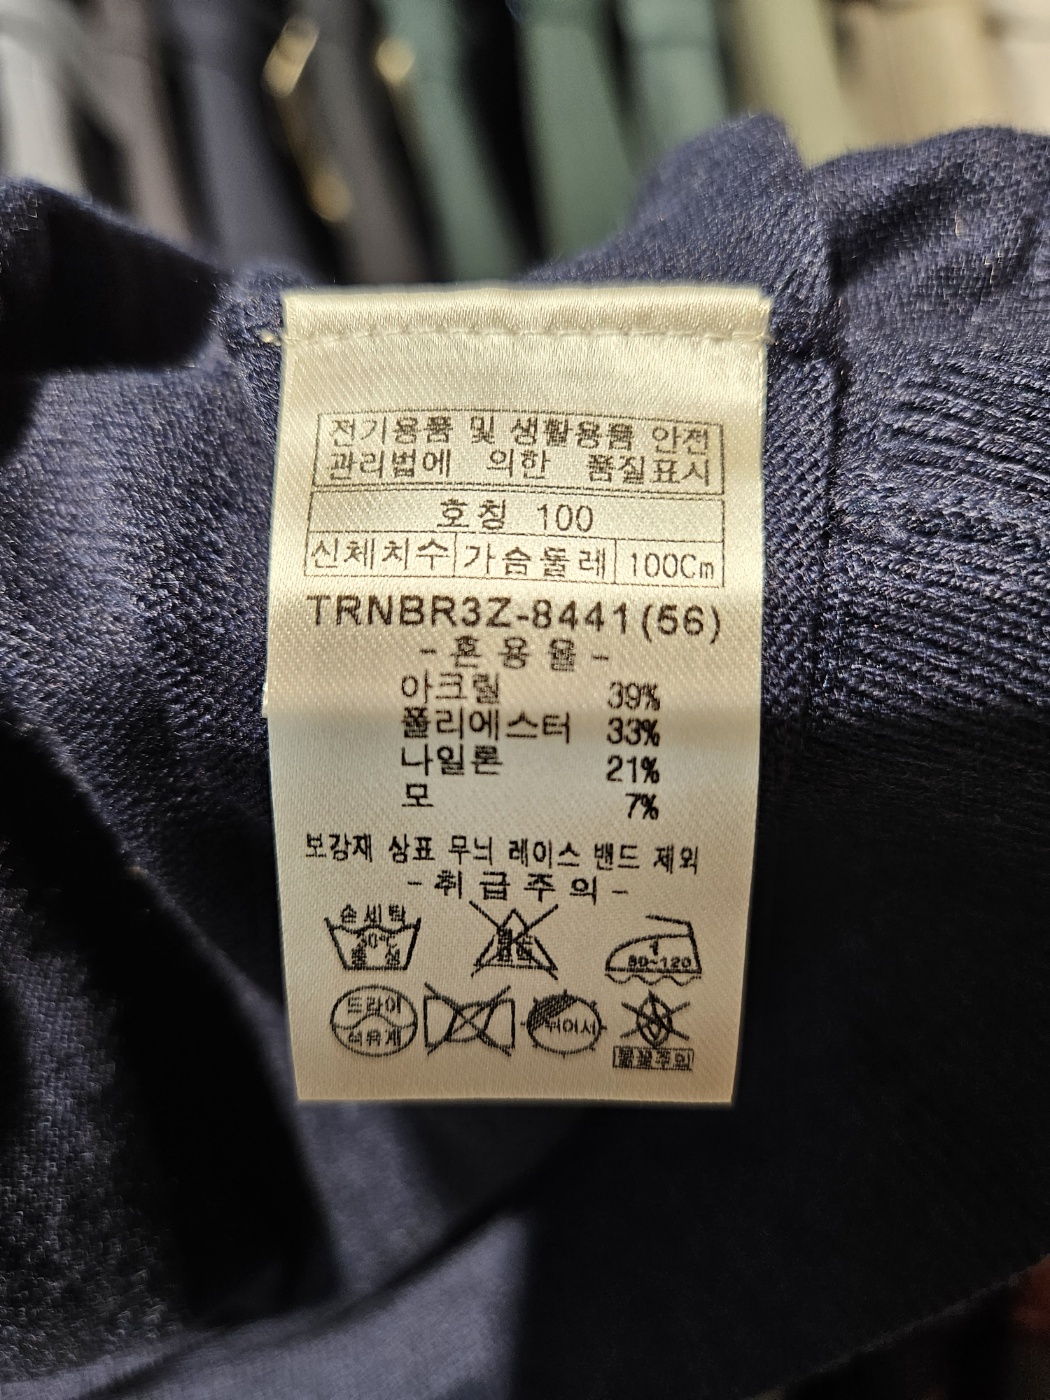 전기용품 및 생활용품 안전
관리법에 의한 품질표시
호칭 100
신체치수 가슴둘레 100Cm
TRNBR3Z-8441(56)
-혼용율-
아크릴 39%
폴리에스터 33%
나일론 21%
모 7%
보강재 상표 무늬 레이스 밴드 제외
-취급주의-
손세탁
30℃
중성
80~120
드라이
석유계
뉘어서
불꽃주의